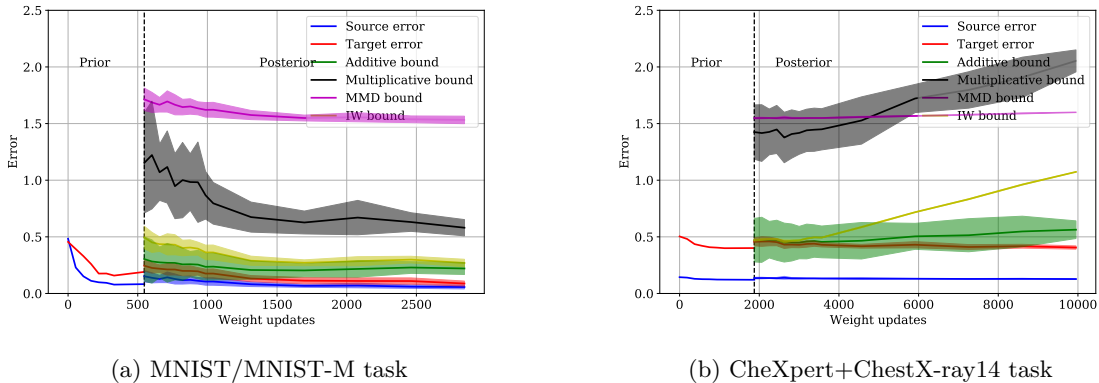 2.5
2.0
1.5
1.0
0.5
0.0
Error
Prior
Posterior
Source error
Target error
Additive bound
Multiplicative bound
MMD bound
IW bound
0 500 1000 1500 2000 2500
Weight updates
(a) MNIST/MNIST-M task
2.5
2.0
1.5
1.0
0.5
0.0
Error
Prior
Posterior
Source error
Target error
Additive bound
Multiplicative bound
MMD bound
IW bound
0 2000 4000 6000 8000 10000
Weight updates
(b) CheXpert+ChestX-ray14 task